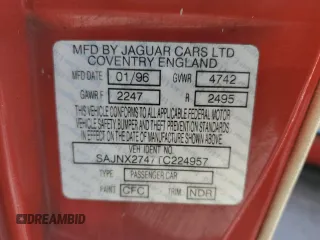 MFD BY JAGUAR CARS LTD
COVENTRY ENGLAND
MFD DATE 01/96 GVWR 4742
GAWR F 2247 R 2495
THIS VEHICLE CONFORMS TO ALL APPLICABLE FEDERAL MOTOR
VEHICLE SAFETY BUMPER AND THEFT PREVENTION STANDARDS
IN EFFECT ON THE DATE OF MANUFACTURE SHOWN ABOVE
VEH IDENT NO
SAJNX2747TC224957
TYPE PASSENGER CAR
PAINT CFC TRIM NDR
DREAMBID